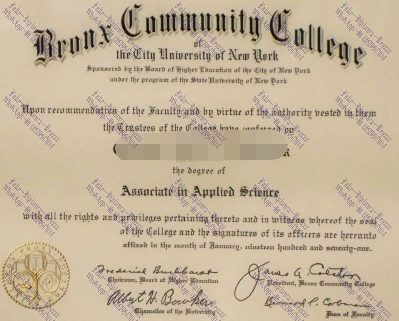 Bronx Community College
of
the City University of New York
Sponsored by the Board of Higher Education of the City of New York
under the program of the State University of New York
Upon recommendation of the Faculty and by virtue of the authority vested in them
the Trustees of the College have conferred on
the degree of
Associate in Applied Science
with all the rights and privileges pertaining thereto and in witness whereof the seal
of the College and the signatures of its officers are hereunto
affixed in the month of January, nineteen hundred and seventy-one.
Chairman, Board of Higher Education
President, Bronx Community College
Albert H. Bowker
Chancellor of the University
Dean of Faculty